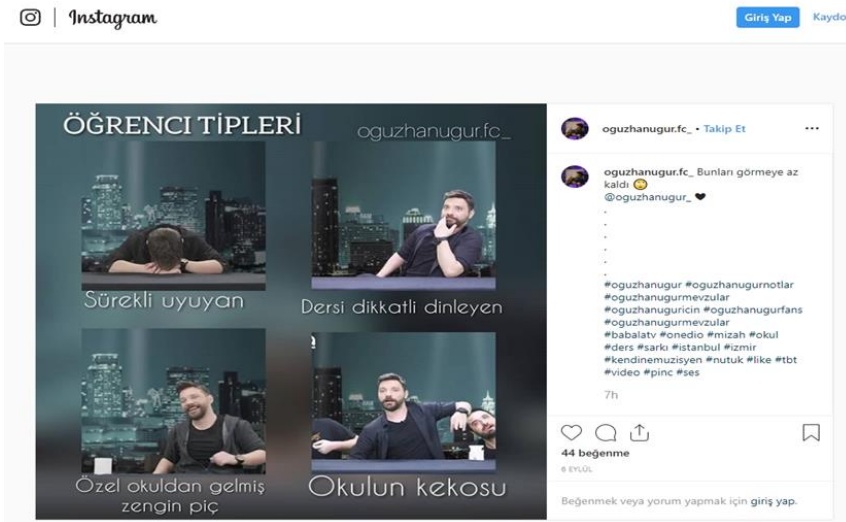 Instagram
Giriş Yap
Kaydo
ÖĞRENCI TİPLERİ
oguzhanugur.fc_
Sürekli uyuyan
Dersi dikkatli dinleyen
Özel okuldan gelmiş
zengin piç
Okulun kekosu
oguzhanugur.fc_ • Takip Et
oguzhanugur.fc_ Bunları görmeye az
kaldı 🙄
@oguzhanugur_ 🖤
.
.
.
.
.
#oguzhanugur #oguzhanugurnotlar
#oguzhanugurmevzular
#oguzhanuguricin #oguzhanugurfans
#oguzhanugurmevzular
#babalatv #onedio #mizah #okul
#ders #sarkı #istanbul #izmir
#kendinemuzisyen #nutuk #like #tbt
#video #pinc #ses
7h
44 beğenme
6 EYLÜL
Beğenmek veya yorum yapmak için giriş yap.